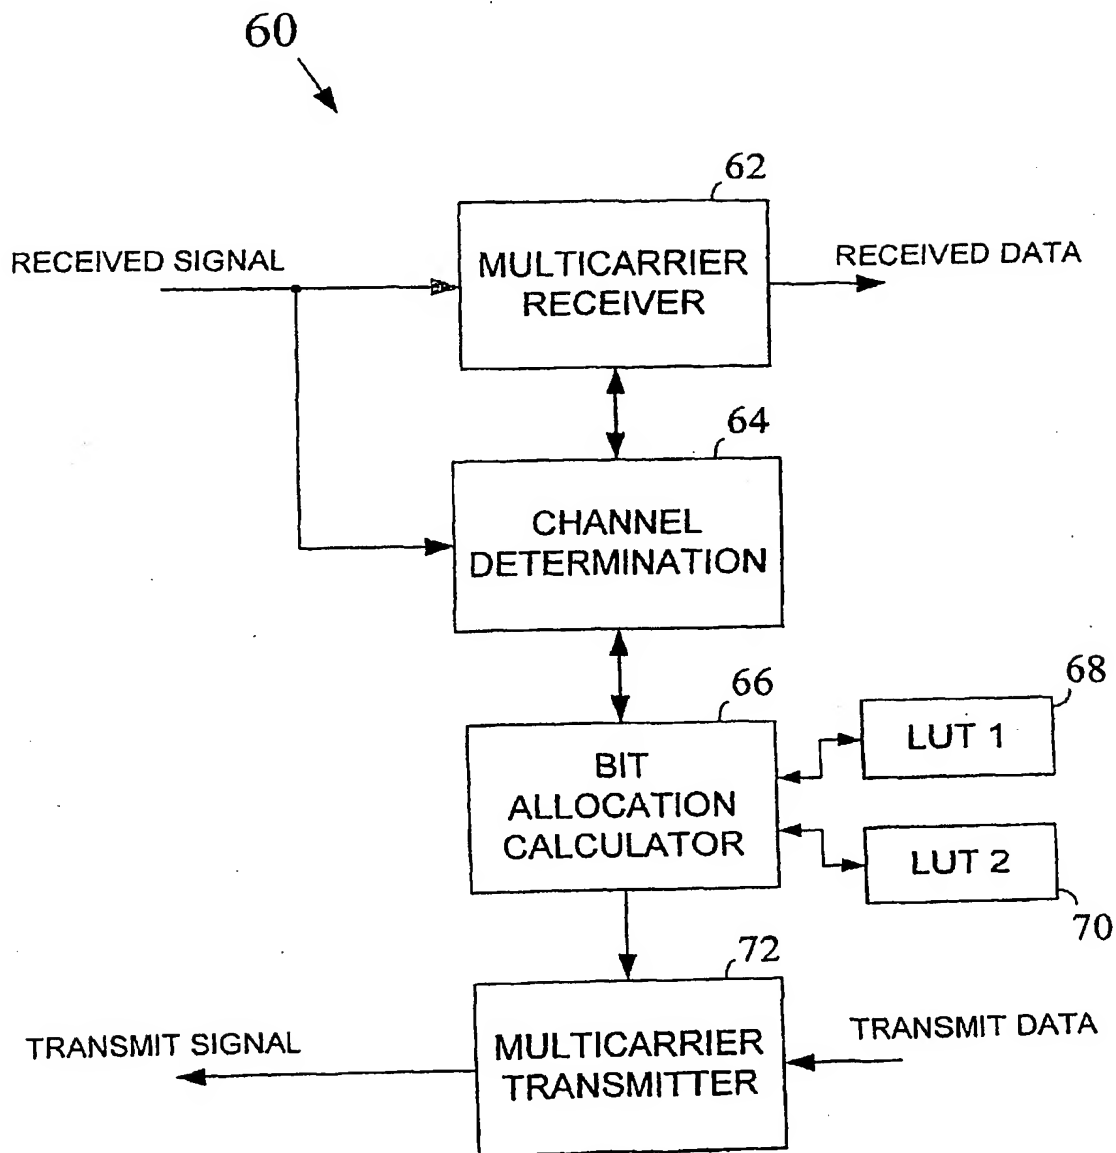 60
62
RECEIVED SIGNAL
MULTICARRIER
RECEIVER
RECEIVED DATA
64
CHANNEL
DETERMINATION
66
BIT
ALLOCATION
CALCULATOR
68
LUT 1
LUT 2
70
72
TRANSMIT SIGNAL
MULTICARRIER
TRANSMITTER
TRANSMIT DATA